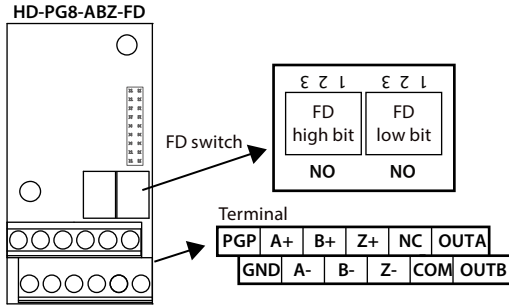 HD-PG8-ABZ-FD
FD switch
3 2 1 3 2 1
FD high bit
FD low bit
NO NO
Terminal
PGP A+ B+ Z+ NC OUTA
GND A- B- Z- COM OUTB